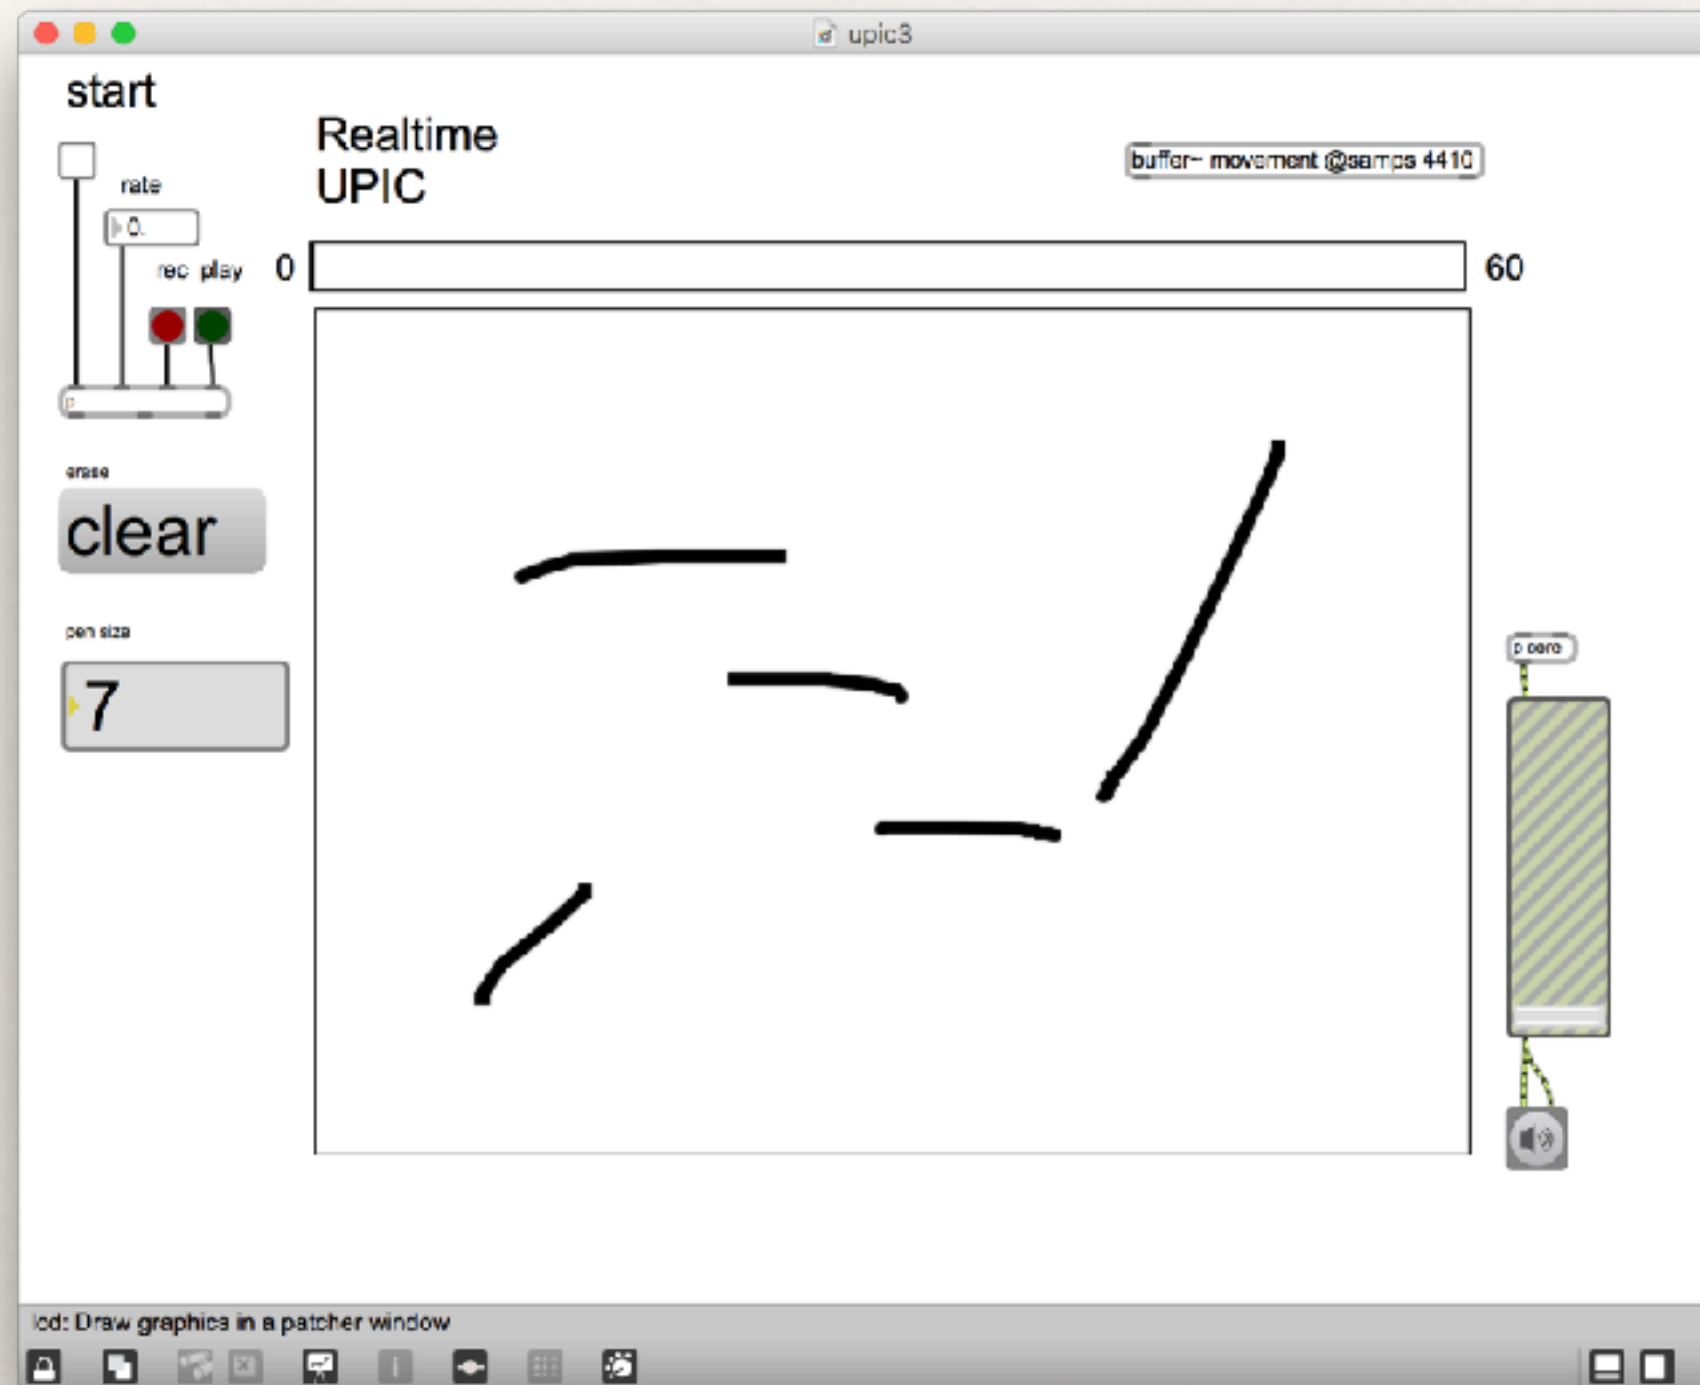 upic3
start
Realtime
UPIC
buffer~ movement @samps 4410
rate
0.
rec play
0
60
p
erase
clear
pen size
7
lcd: Draw graphics in a patcher window